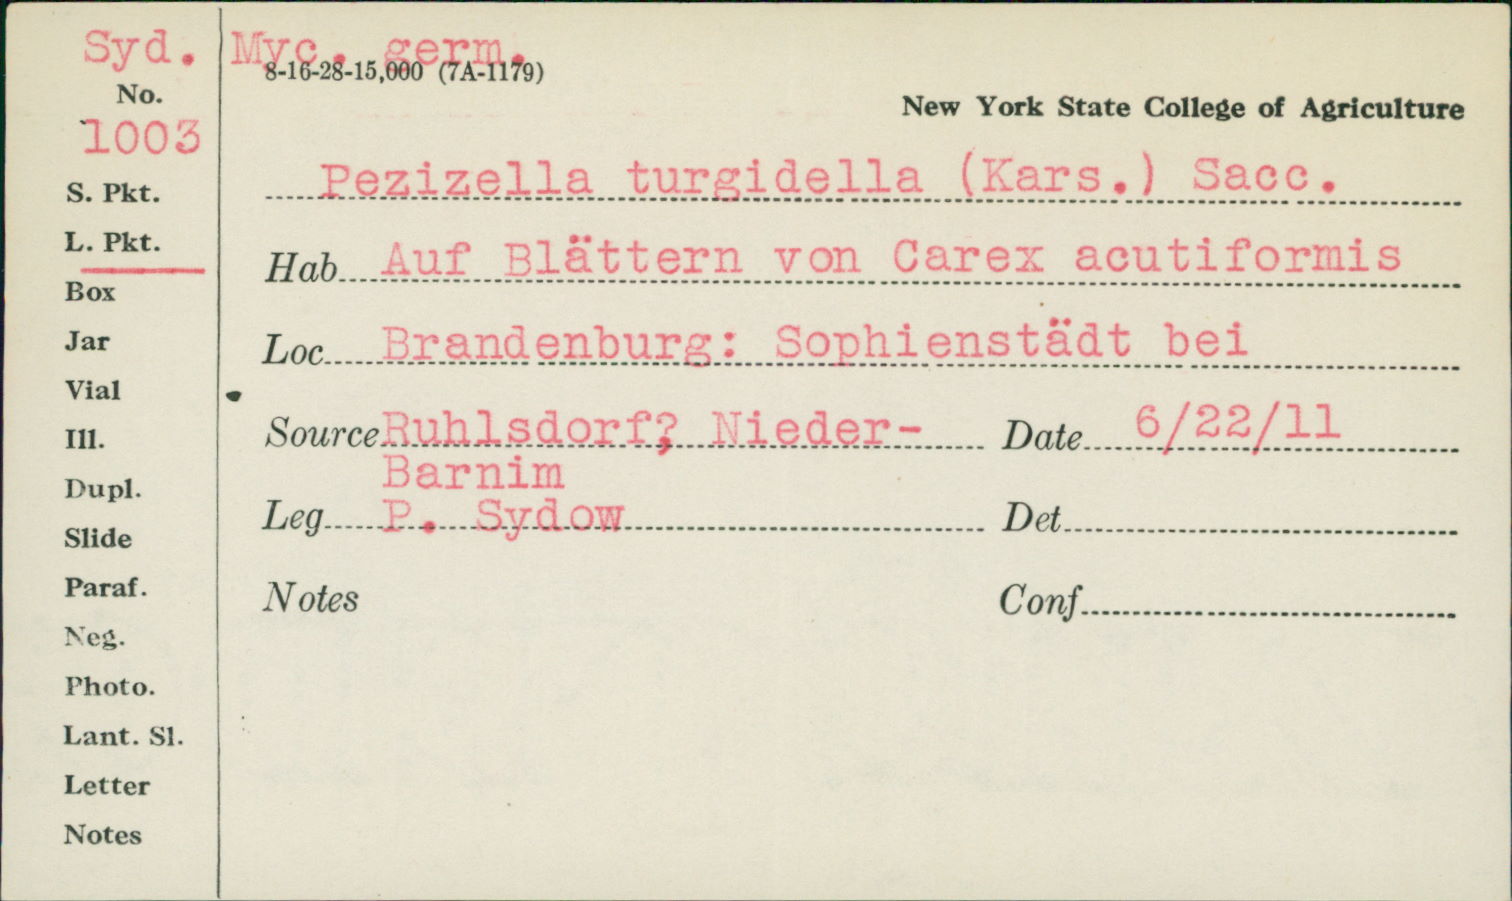 Syd. Myc. germ.
8-16-28-15,000 (7A-1179)
No.
1003
New York State College of Agriculture
Pezizella turgidella (Kars.) Sacc.
S. Pkt.
L. Pkt.
Box
Jar
Vial
Ill.
Dupl.
Slide
Paraf.
Neg.
Photo.
Lant. Sl.
Letter
Notes
Hab. Auf Blättern von Carex acutiformis
Loc. Brandenburg: Sophienstädt bei
Source Ruhlsdorf, Nieder-
Barnim
Date 6/22/11
Leg. P. Sydow
Det.
Notes
Conf.